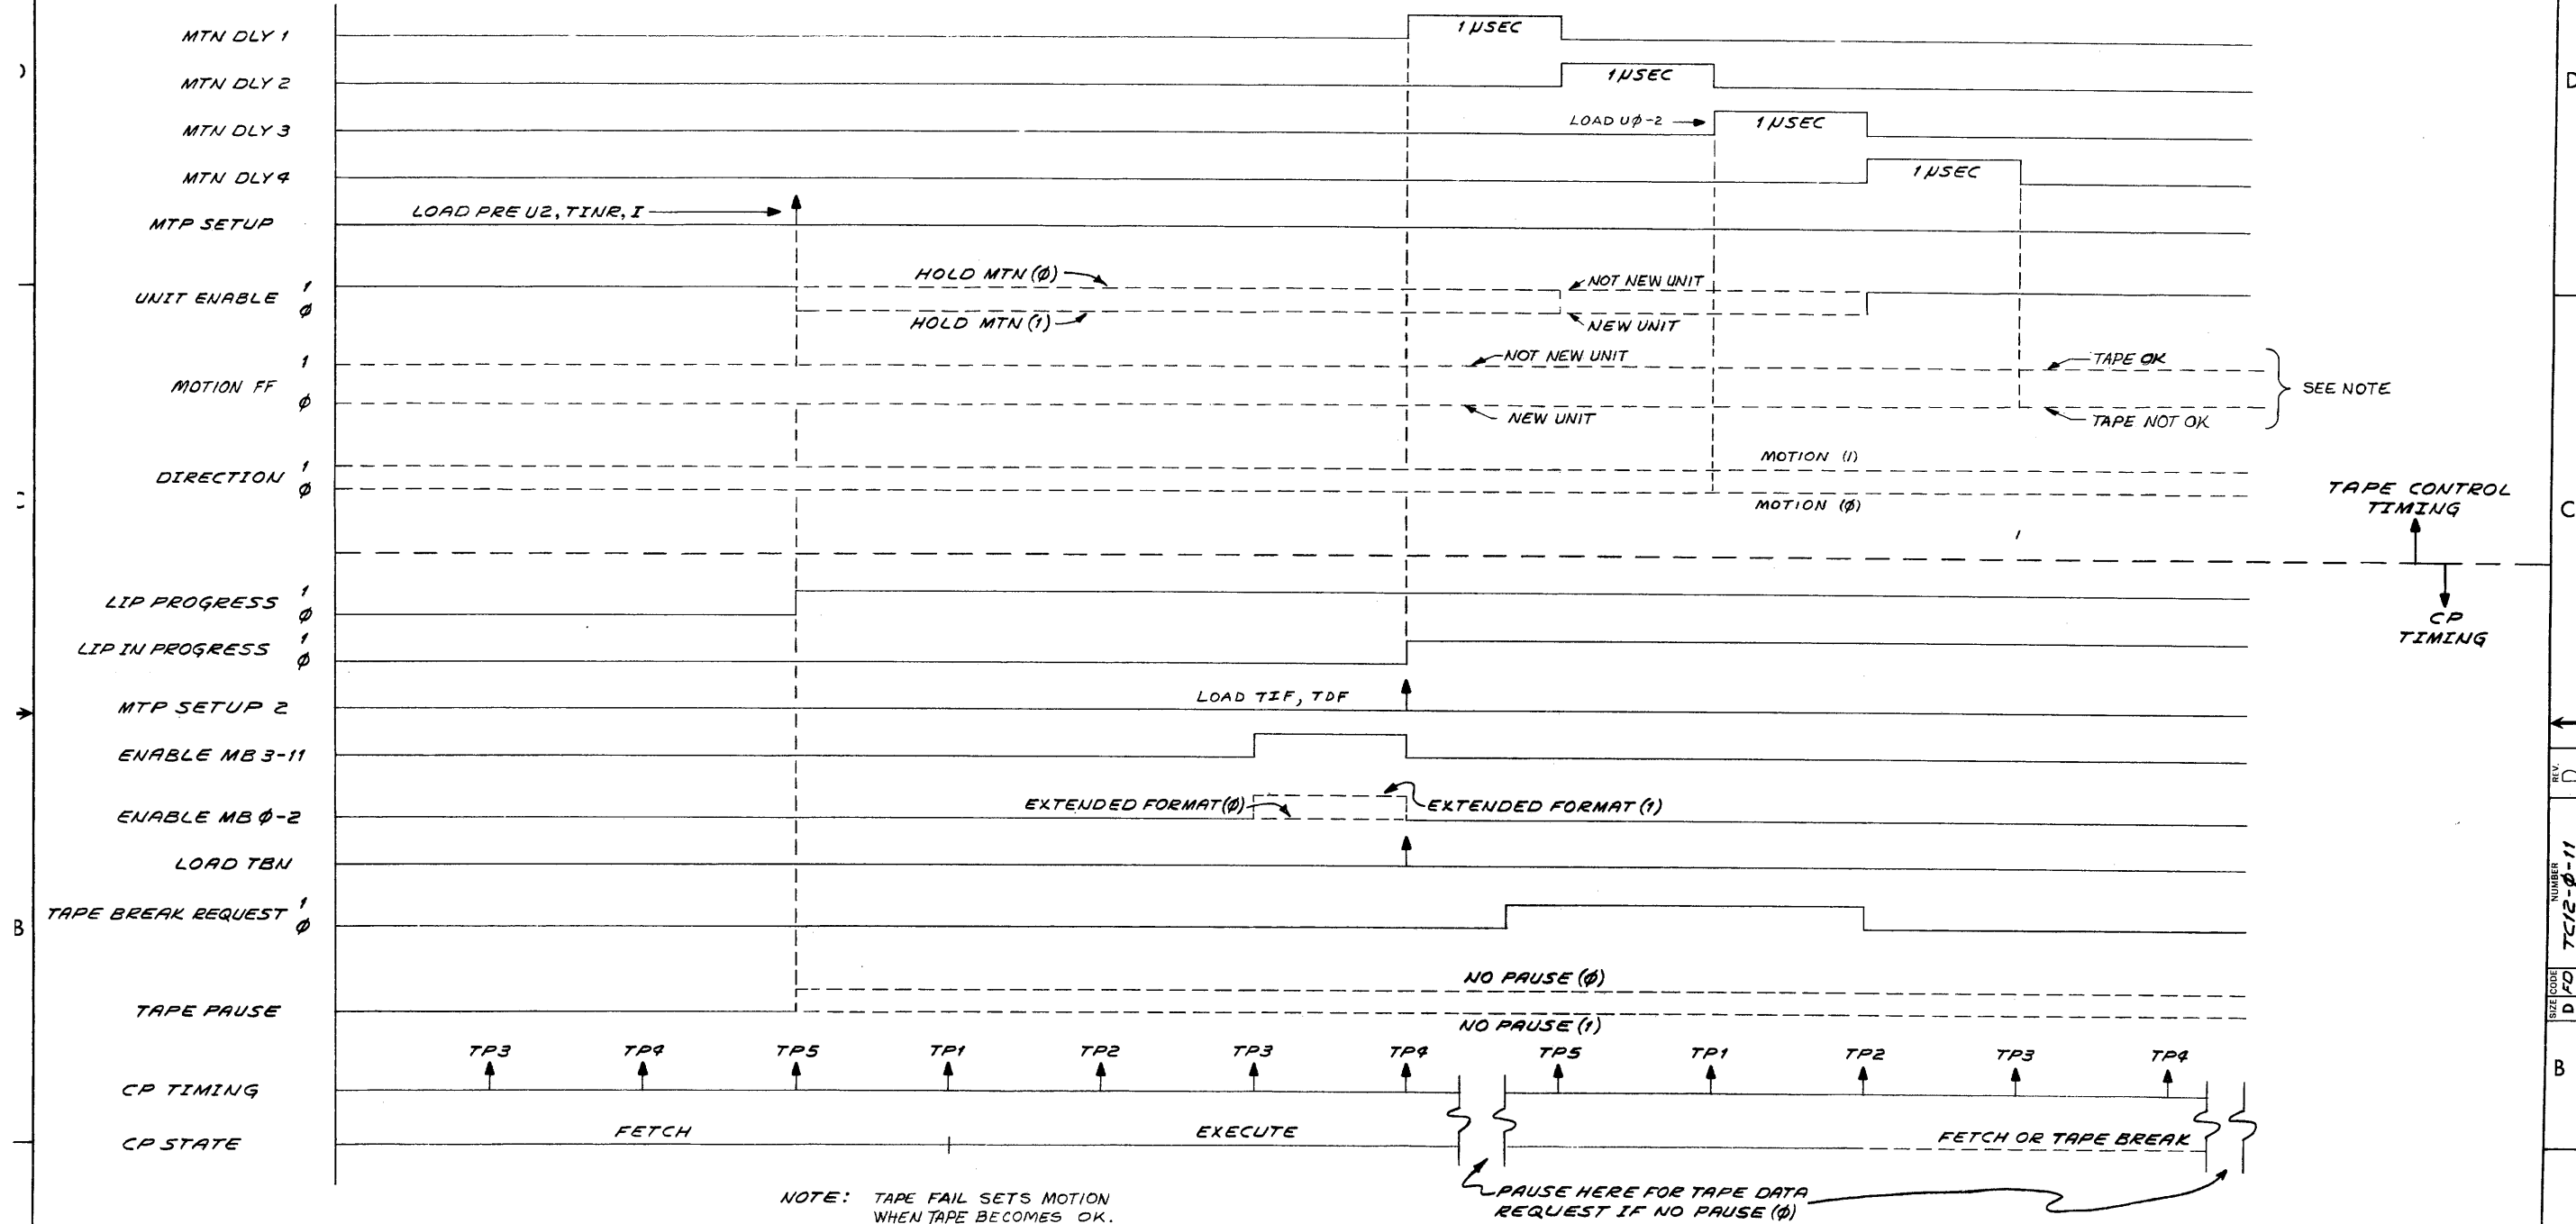 MTN DLY 1
1 µSEC
D
MTN DLY 2
1 µSEC
MTN DLY 3
LOAD UØ-2
1 µSEC
MTN DLY 4
1 µSEC
MTP SETUP
LOAD PRE U2, TINR, I
UNIT ENABLE
1
Ø
HOLD MTN (Ø)
HOLD MTN (1)
NOT NEW UNIT
NEW UNIT
MOTION FF
1
Ø
NOT NEW UNIT
NEW UNIT
TAPE OK
TAPE NOT OK
SEE NOTE
DIRECTION
1
Ø
MOTION (1)
MOTION (Ø)
TAPE CONTROL
TIMING
C
CP
TIMING
LIP PROGRESS
1
Ø
LIP IN PROGRESS
1
Ø
MTP SETUP 2
LOAD TIF, TDF
ENABLE MB 3-11
ENABLE MB Ø-2
EXTENDED FORMAT (Ø)
EXTENDED FORMAT (1)
LOAD TBN
TAPE BREAK REQUEST
1
Ø
B
TAPE PAUSE
NO PAUSE (Ø)
NO PAUSE (1)
CP TIMING
TP3
TP4
TP5
TP1
TP2
TP3
TP4
TP5
TP1
TP2
TP3
TP4
B
CP STATE
FETCH
EXECUTE
FETCH OR TAPE BREAK
NOTE: TAPE FAIL SETS MOTION
WHEN TAPE BECOMES OK.
PAUSE HERE FOR TAPE DATA
REQUEST IF NO PAUSE (Ø)
REV.
D
NUMBER
TC12-Ø-11
SIZE
D
CODE
FD